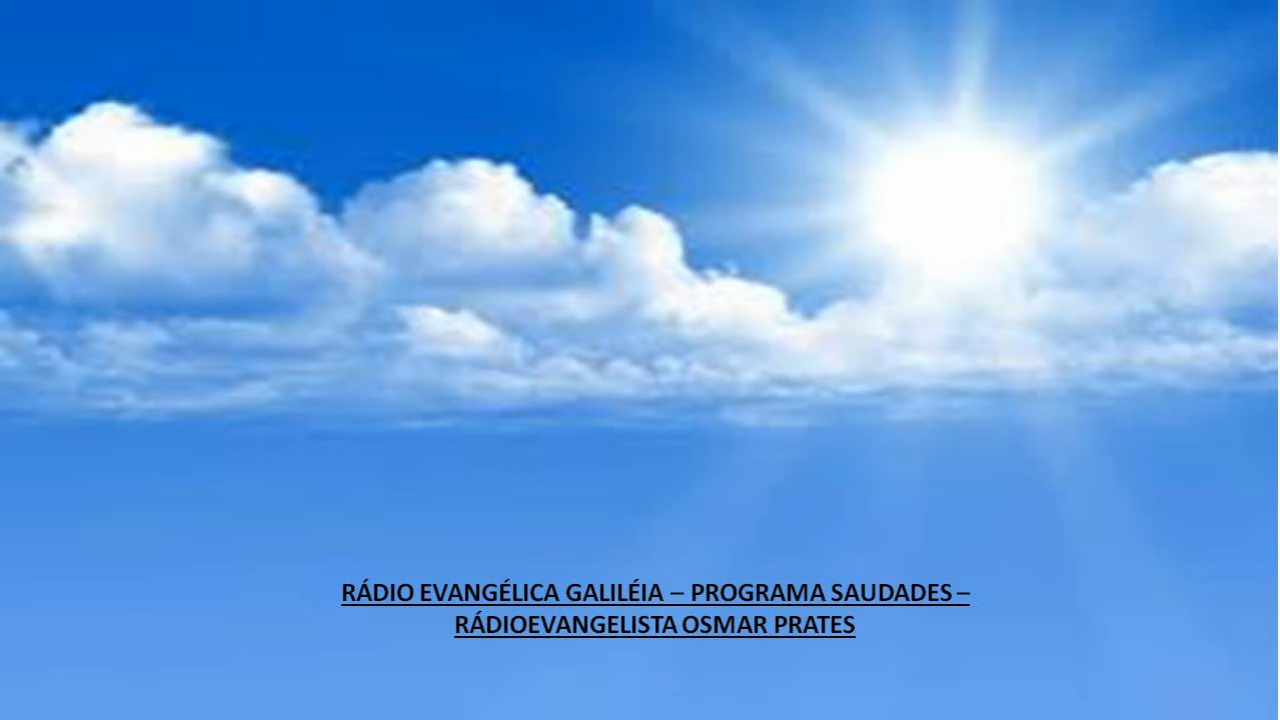 RÁDIO EVANGÉLICA GALILÉIA – PROGRAMA SAUDADES –
RÁDIOEVANGELISTA OSMAR PRATES